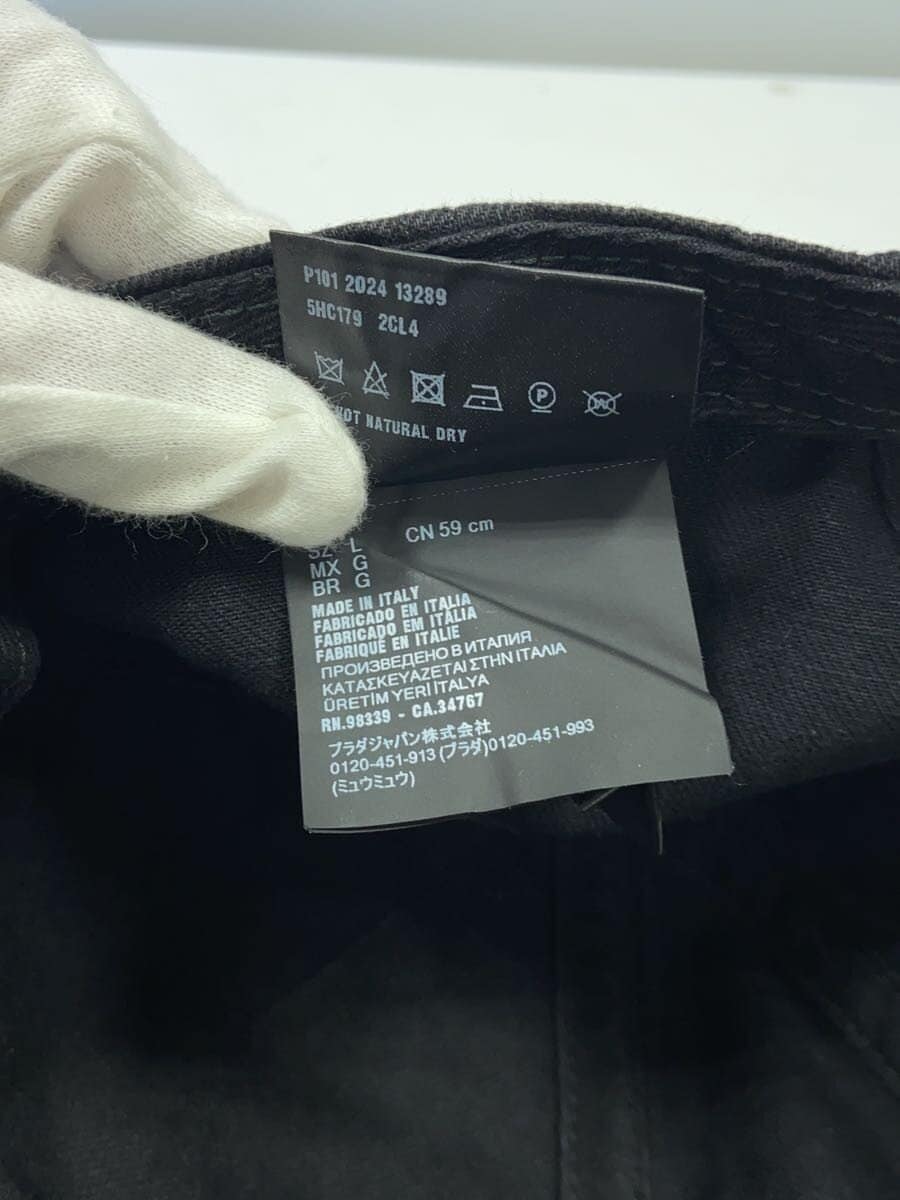 P101 2024 13289
5HC179 2CL4
P
W
NOT NATURAL DRY
SZ L CN 59 cm
MX G
BR G
MADE IN ITALY
FABRICADO EN ITALIA
FABRICADO EM ITALIA
FABRIQUÉ EN ITALIE
ПРОИЗВЕДЕНО В ИТАЛИЯ
ΚΑΤΑΣΚΕΥΑΖΕΤΑΙ ΣΤΗΝ ΙΤΑΛΙΑ
ÜRETİM YERİ İTALYA
RN.98339 - CA.34767
プラダジャパン株式会社
0120-451-913 (プラダ) 0120-451-993
(ミュウミュウ)